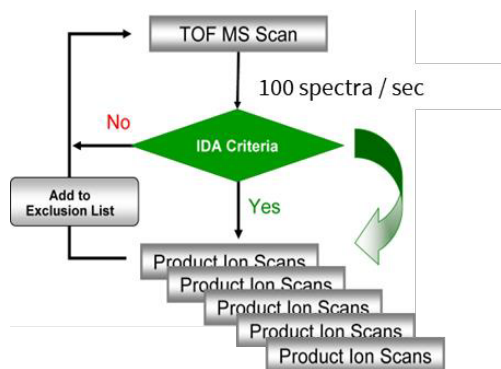 TOF MS Scan
100 spectra / sec
No
IDA Criteria
Add to
Exclusion List
Yes
Product Ion Scans
Product Ion Scans
Product Ion Scans
Product Ion Scans
Product Ion Scans